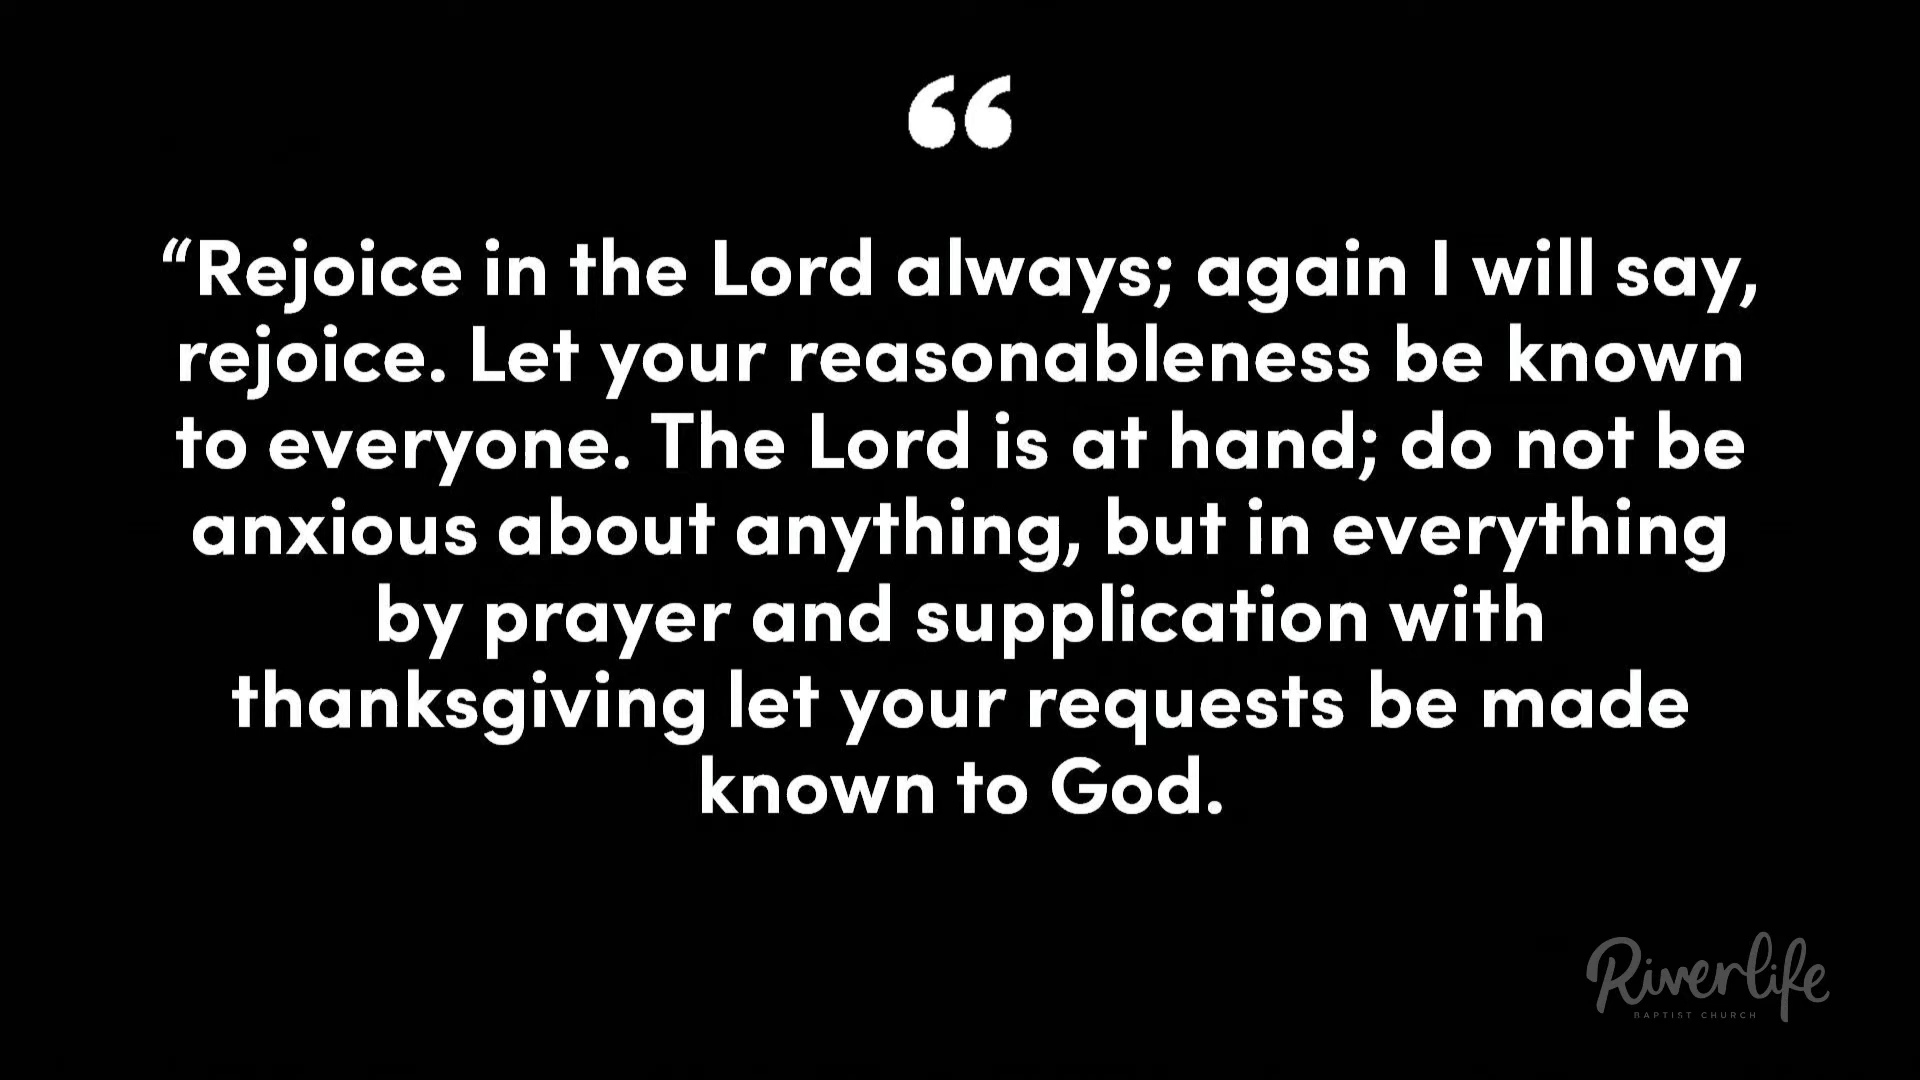 “
“Rejoice in the Lord always; again I will say,
rejoice. Let your reasonableness be known
to everyone. The Lord is at hand; do not be
anxious about anything, but in everything
by prayer and supplication with
thanksgiving let your requests be made
known to God.
Riverlife
BAPTIST CHURCH